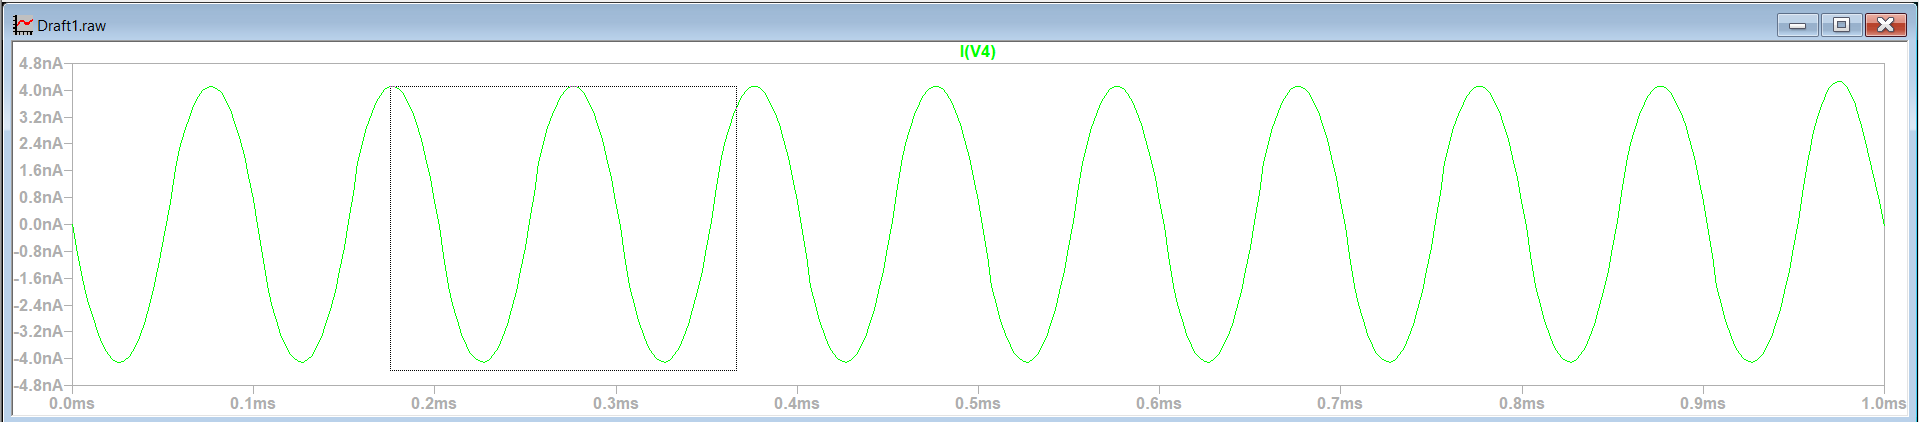 Draft1.raw
I(V4)
4.8nA
4.0nA
3.2nA
2.4nA
1.6nA
0.8nA
0.0nA
-0.8nA
-1.6nA
-2.4nA
-3.2nA
-4.0nA
-4.8nA
0.0ms 0.1ms 0.2ms 0.3ms 0.4ms 0.5ms 0.6ms 0.7ms 0.8ms 0.9ms 1.0ms